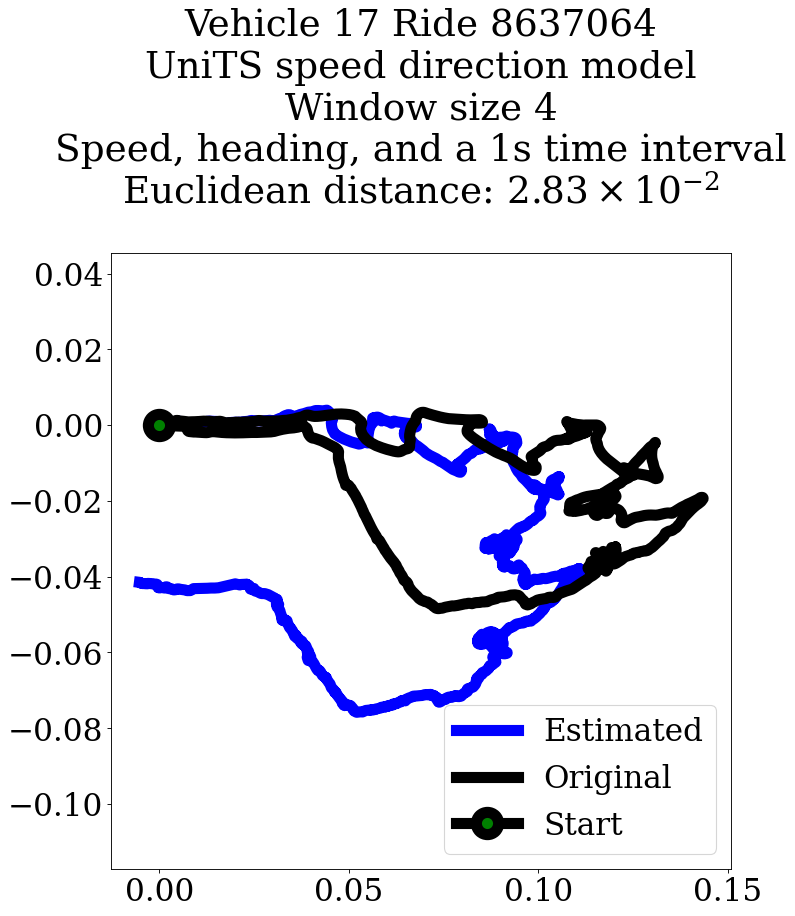 Vehicle 17 Ride 8637064
UniTS speed direction model
Window size 4
Speed, heading, and a 1s time interval
Euclidean distance: 2.83 × 10⁻²
0.04
0.02
0.00
−0.02
−0.04
−0.06
−0.08
−0.10
Estimated
Original
Start
0.00 0.05 0.10 0.15